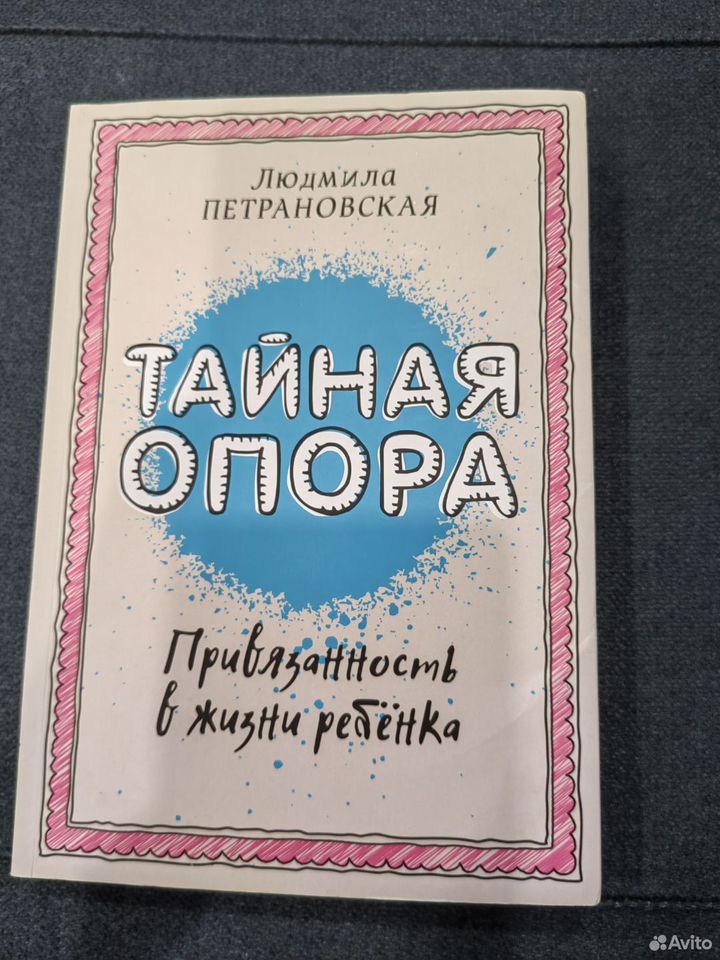 Людмила
ПЕТРАНОВСКАЯ
ТАЙНАЯ
ОПОРА
Привязанность
в жизни ребёнка
Avito